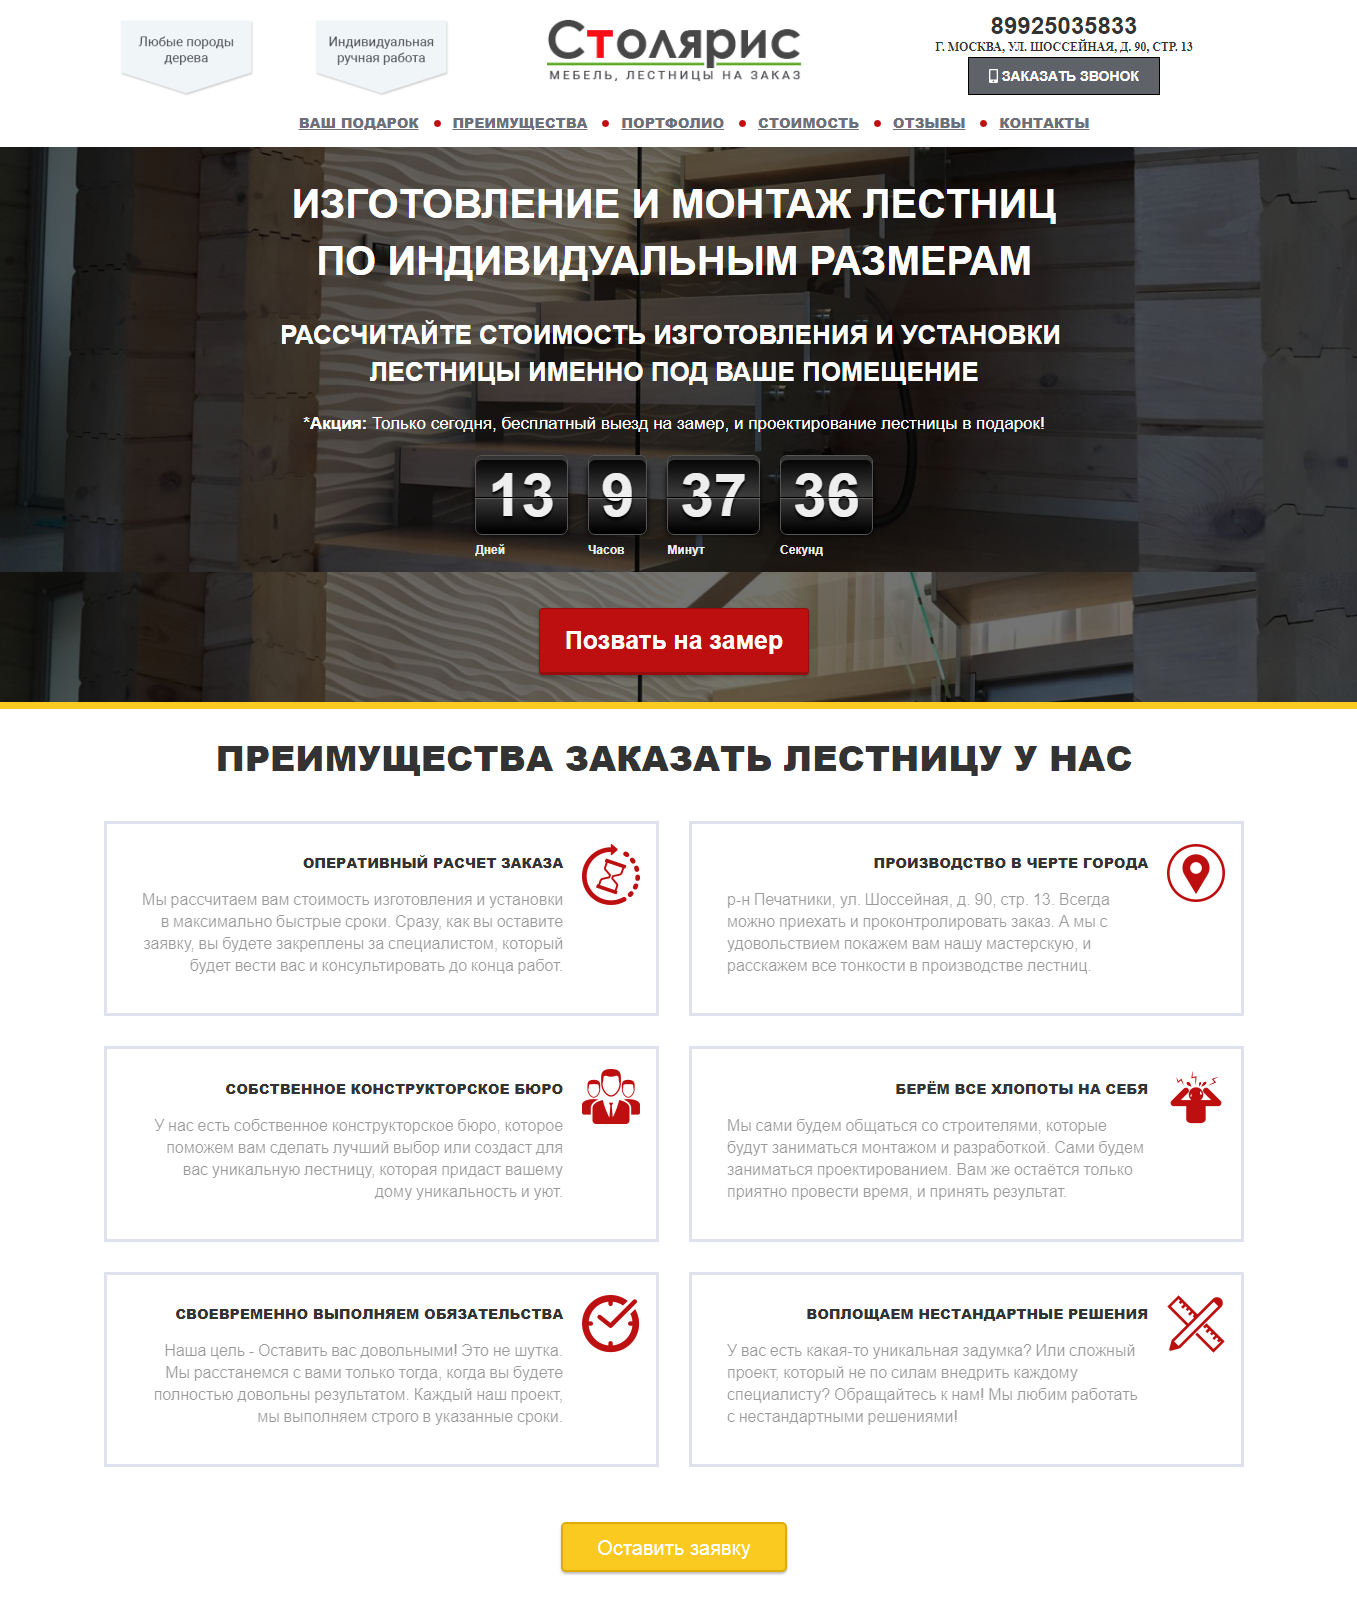 Любые породы
дерева
Индивидуальная
ручная работа
Столярис
МЕБЕЛЬ, ЛЕСТНИЦЫ НА ЗАКАЗ
89925035833
Г. МОСКВА, УЛ. ШОССЕЙНАЯ, Д. 90, СТР. 13
ЗАКАЗАТЬ ЗВОНОК
ВАШ ПОДАРОК ПРЕИМУЩЕСТВА ПОРТФОЛИО СТОИМОСТЬ ОТЗЫВЫ КОНТАКТЫ
ИЗГОТОВЛЕНИЕ И МОНТАЖ ЛЕСТНИЦ
ПО ИНДИВИДУАЛЬНЫМ РАЗМЕРАМ
РАССЧИТАЙТЕ СТОИМОСТЬ ИЗГОТОВЛЕНИЯ И УСТАНОВКИ
ЛЕСТНИЦЫ ИМЕННО ПОД ВАШЕ ПОМЕЩЕНИЕ
*Акция: Только сегодня, бесплатный выезд на замер, и проектирование лестницы в подарок!
13 9 37 36
Дней Часов Минут Секунд
Позвать на замер
ПРЕИМУЩЕСТВА ЗАКАЗАТЬ ЛЕСТНИЦУ У НАС
ОПЕРАТИВНЫЙ РАСЧЕТ ЗАКАЗА
Мы рассчитаем вам стоимость изготовления и установки
в максимально быстрые сроки. Сразу, как вы оставите
заявку, вы будете закреплены за специалистом, который
будет вести вас и консультировать до конца работ.
ПРОИЗВОДСТВО В ЧЕРТЕ ГОРОДА
р-н Печатники, ул. Шоссейная, д. 90, стр. 13. Всегда
можно приехать и проконтролировать заказ. А мы с
удовольствием покажем вам нашу мастерскую, и
расскажем все тонкости в производстве лестниц.
СОБСТВЕННОЕ КОНСТРУКТОРСКОЕ БЮРО
У нас есть собственное конструкторское бюро, которое
поможем вам сделать лучший выбор или создаст для
вас уникальную лестницу, которая придаст вашему
дому уникальность и уют.
БЕРЁМ ВСЕ ХЛОПОТЫ НА СЕБЯ
Мы сами будем общаться со строителями, которые
будут заниматься монтажом и разработкой. Сами будем
заниматься проектированием. Вам же остаётся только
приятно провести время, и принять результат.
СВОЕВРЕМЕННО ВЫПОЛНЯЕМ ОБЯЗАТЕЛЬСТВА
Наша цель - Оставить вас довольными! Это не шутка.
Мы расстанемся с вами только тогда, когда вы будете
полностью довольны результатом. Каждый наш проект,
мы выполняем строго в указанные сроки.
ВОПЛОЩАЕМ НЕСТАНДАРТНЫЕ РЕШЕНИЯ
У вас есть какая-то уникальная задумка? Или сложный
проект, который не по силам внедрить каждому
специалисту? Обращайтесь к нам! Мы любим работать
с нестандартными решениями!
Оставить заявку